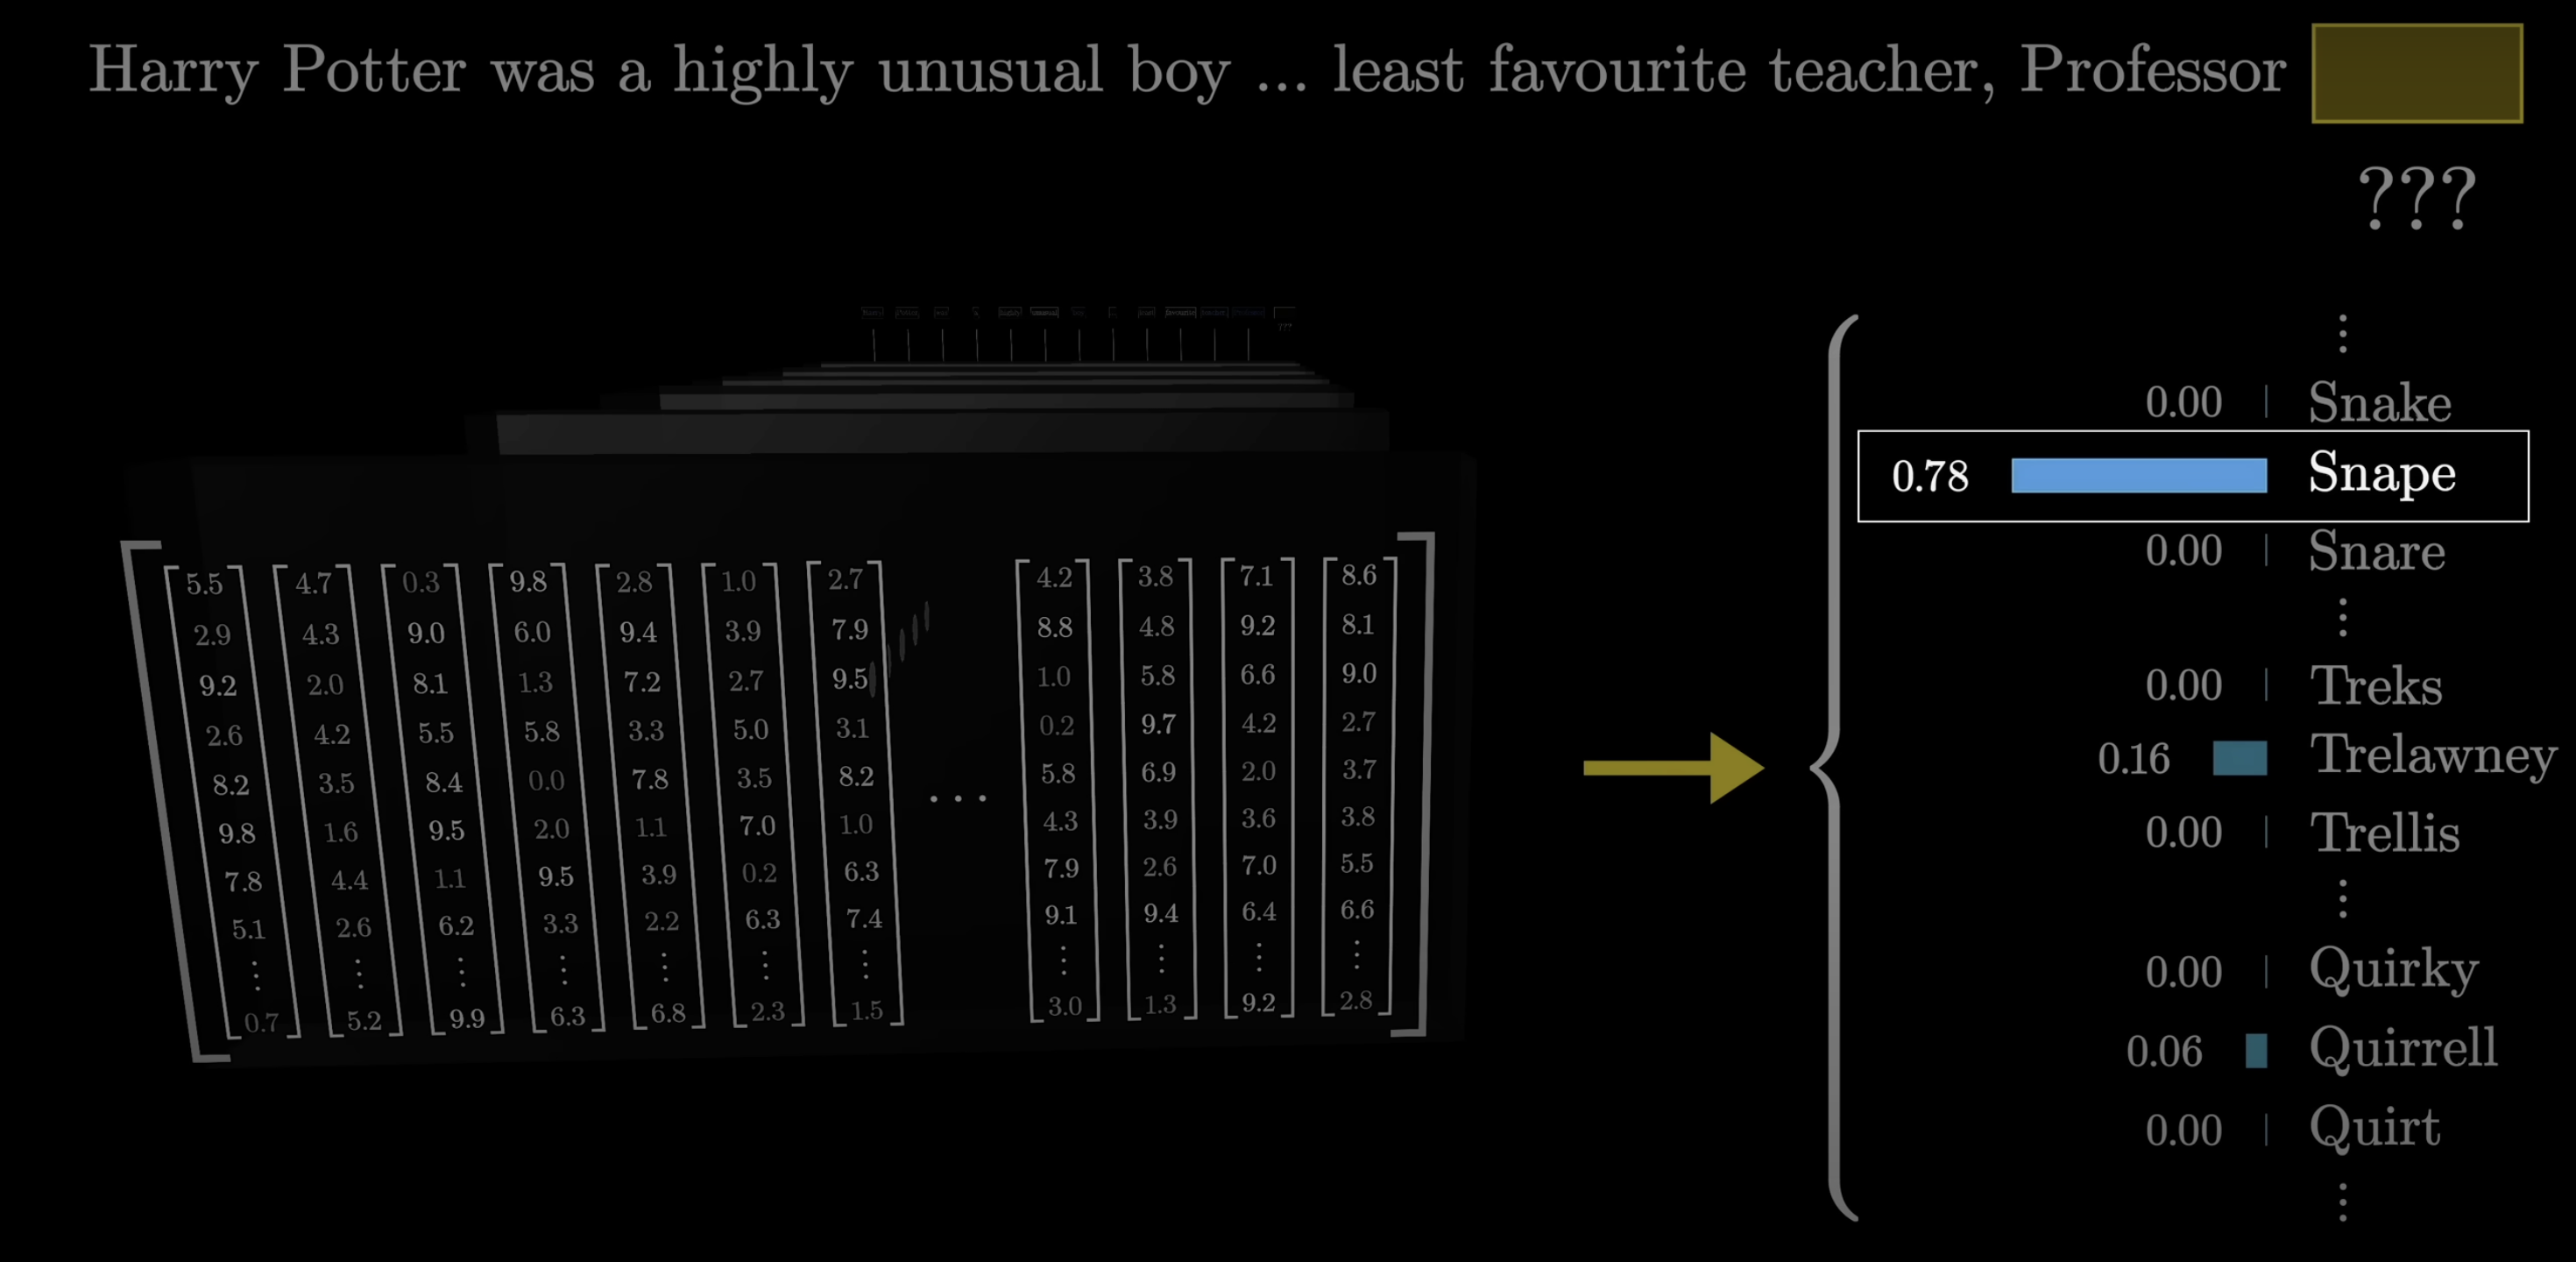 Harry Potter was a highly unusual boy ... least favourite teacher, Professor
???
5.5 4.7 0.3 9.8 2.8 1.0 2.7 4.2 3.8 7.1 8.6
2.9 4.3 9.0 6.0 9.4 3.9 7.9 8.8 4.8 9.2 8.1
9.2 2.0 8.1 1.3 7.2 2.7 9.5 1.0 5.8 6.6 9.0
2.6 4.2 5.5 5.8 3.3 5.0 3.1 0.2 9.7 4.2 2.7
8.2 3.5 8.4 0.0 7.8 3.5 8.2 ... 5.8 6.9 2.0 3.7
9.8 1.6 9.5 2.0 1.1 7.0 1.0 4.3 3.9 3.6 3.8
7.8 4.4 1.1 9.5 3.9 0.2 6.3 7.9 2.6 7.0 5.5
5.1 2.6 6.2 3.3 2.2 6.3 7.4 9.1 9.4 6.4 6.6
⋮ ⋮ ⋮ ⋮ ⋮ ⋮ ⋮ ⋮ ⋮ ⋮ ⋮
0.7 5.2 9.9 6.3 6.8 2.3 1.5 3.0 1.3 9.2 2.8
⋮
0.00 Snake
0.78 Snape
0.00 Snare
⋮
0.00 Treks
0.16 Trelawney
0.00 Trellis
⋮
0.00 Quirky
0.06 Quirrell
0.00 Quirt
⋮